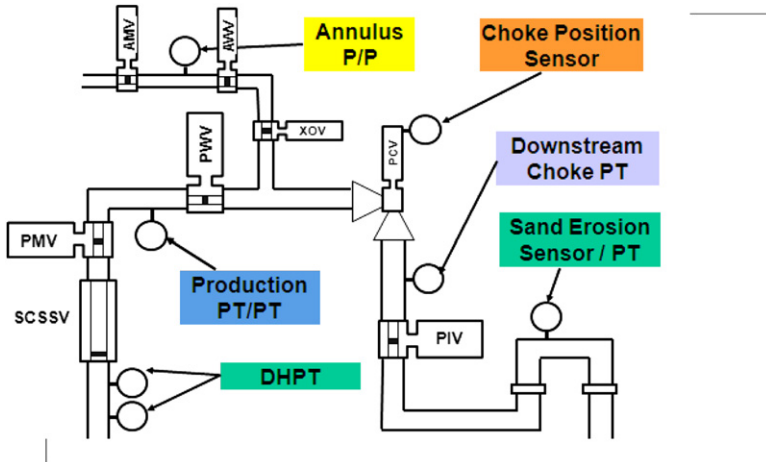 AMV
AWV
Annulus
P/P
Choke Position
Sensor
XOV
PWV
PCV
Downstream
Choke PT
PMV
Sand Erosion
Sensor / PT
Production
PT/PT
SCSSV
PIV
DHPT